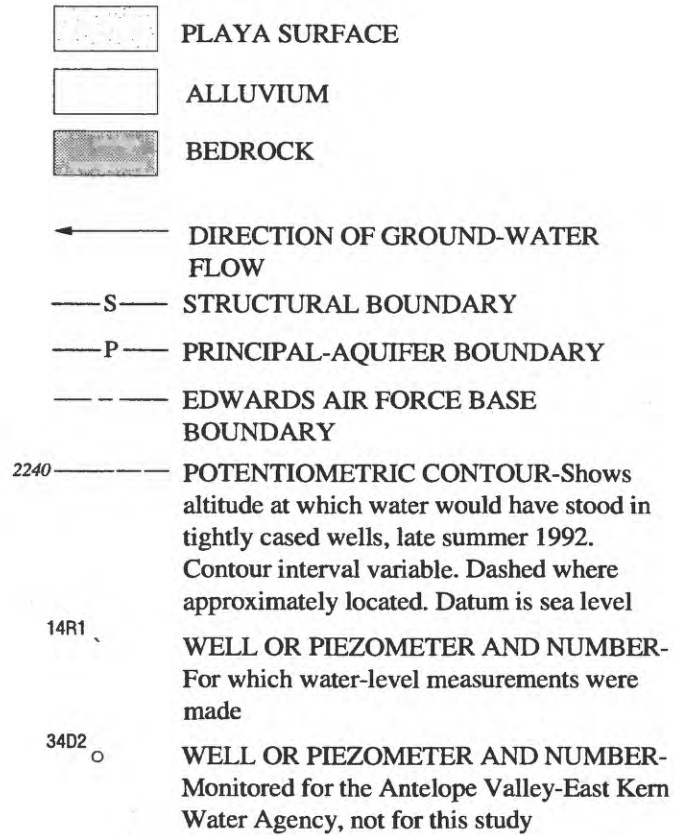 PLAYA SURFACE
ALLUVIUM
BEDROCK
DIRECTION OF GROUND-WATER
FLOW
S STRUCTURAL BOUNDARY
P PRINCIPAL-AQUIFER BOUNDARY
EDWARDS AIR FORCE BASE
BOUNDARY
2240 POTENTIOMETRIC CONTOUR-Shows
altitude at which water would have stood in
tightly cased wells, late summer 1992.
Contour interval variable. Dashed where
approximately located. Datum is sea level
14R1
WELL OR PIEZOMETER AND NUMBER-
For which water-level measurements were
made
34D2
WELL OR PIEZOMETER AND NUMBER-
Monitored for the Antelope Valley-East Kern
Water Agency, not for this study